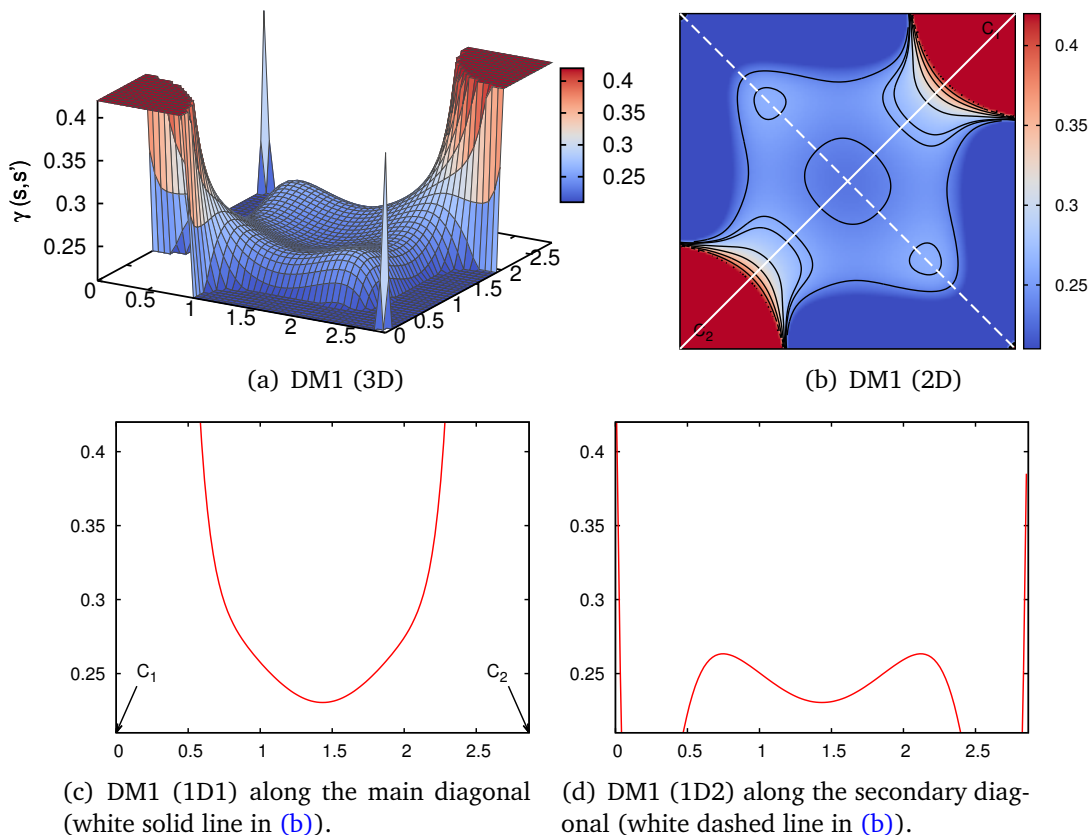 γ (s,s')
0.4
0.35
0.3
0.25
0
0.5
1
1.5
2
2.5
0
0.5
1
1.5
2
2.5
0.4
0.35
0.3
0.25
(a) DM1 (3D)
C1
C2
0.4
0.35
0.3
0.25
(b) DM1 (2D)
0.4
0.35
0.3
0.25
C1
C2
0 0.5 1 1.5 2 2.5
(c) DM1 (1D1) along the main diagonal
(white solid line in (b)).
0.4
0.35
0.3
0.25
0 0.5 1 1.5 2 2.5
(d) DM1 (1D2) along the secondary diag-
onal (white dashed line in (b)).